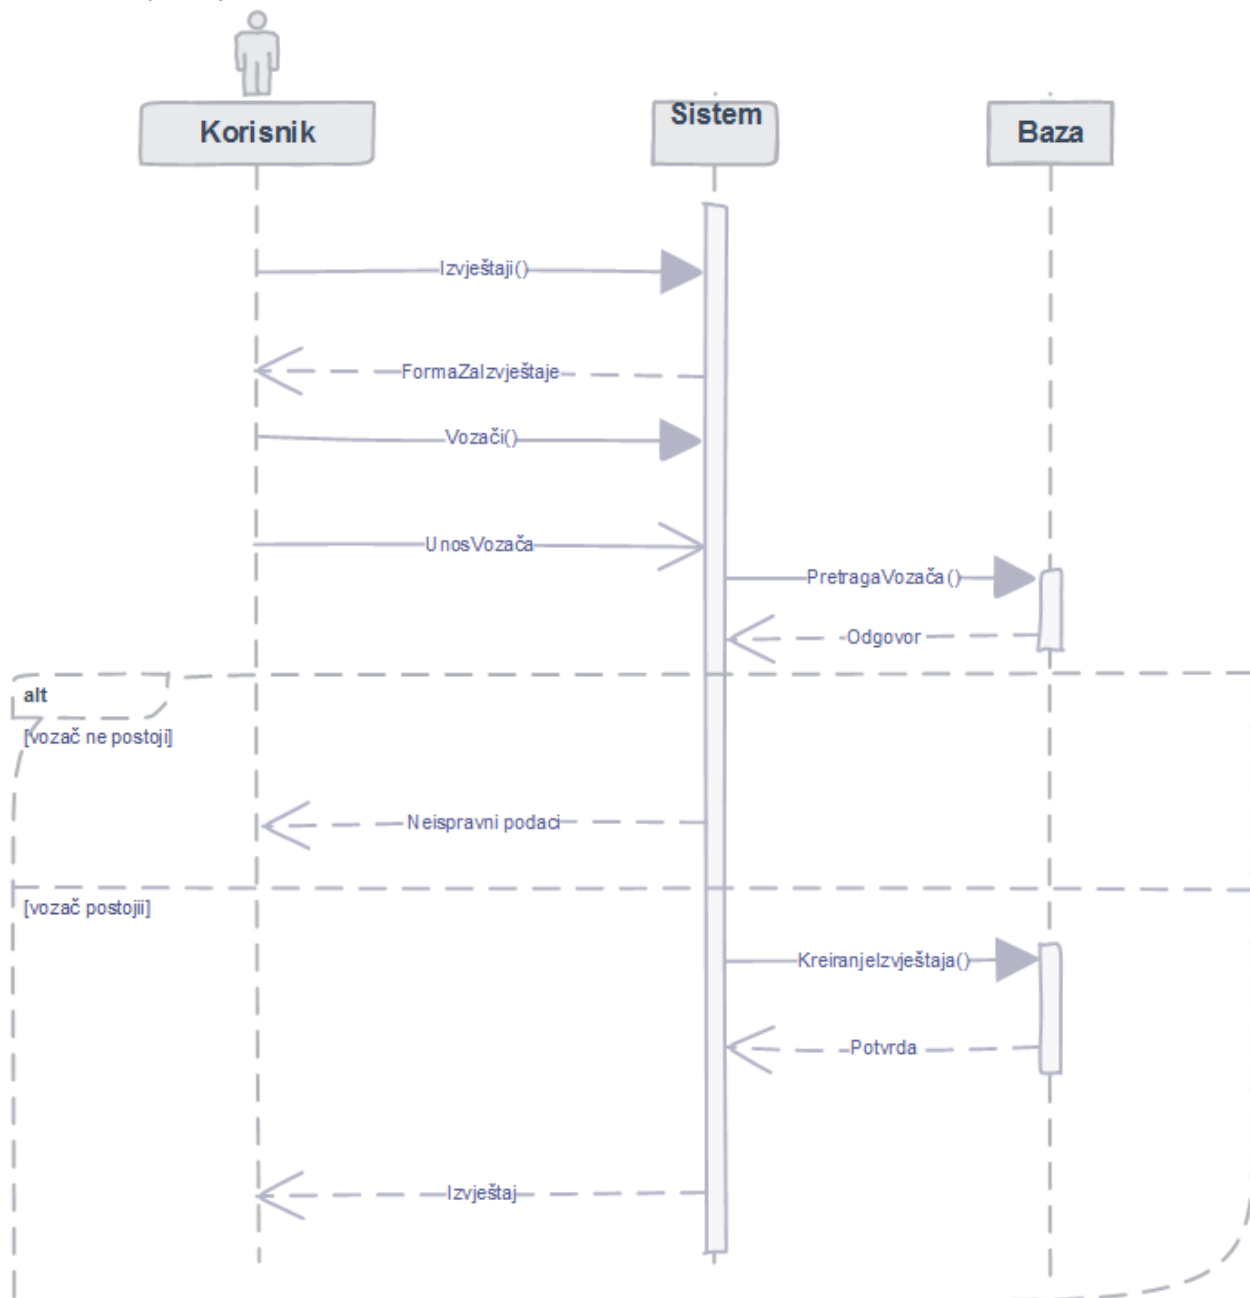 Korisnik
Sistem
Baza
Izvještaji()
FormaZaIzvještaje
Vozači()
UnosVozača
PretragaVozača()
Odgovor
alt
[vozač ne postoji]
Neispravni podaci
[vozač postojii]
KreiranjeIzvještaja()
Potvrda
Izvještaj